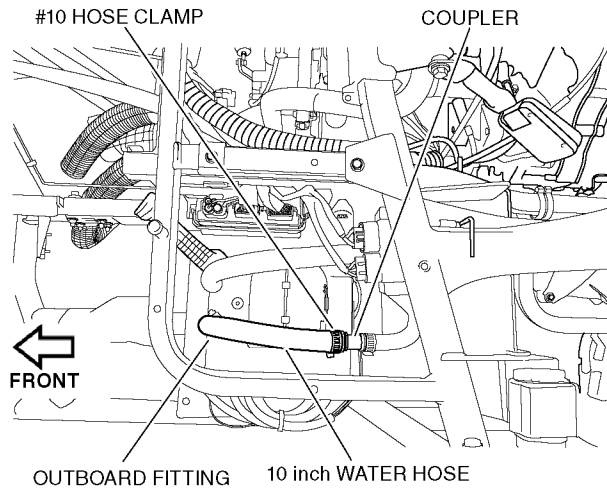 #10 HOSE CLAMP
COUPLER
FRONT
OUTBOARD FITTING
10 inch WATER HOSE